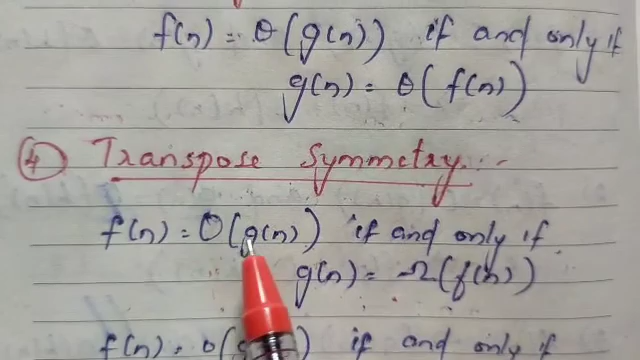 f(n) = θ(g(n)) if and only if
g(n) = θ(f(n))
④ Transpose Symmetry:-
f(n) = O(g(n)) if and only if
g(n) = Ω(f(n))
f(n) = o( if and only if